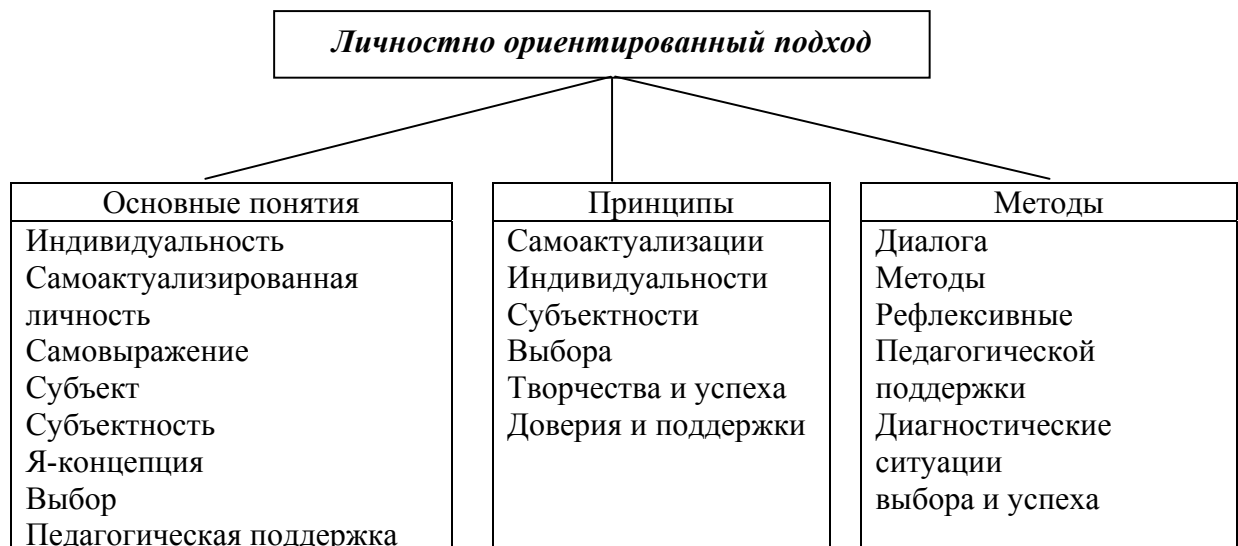 Личностно ориентированный подход
Основные понятия
Индивидуальность
Самоактуализированная
личность
Самовыражение
Субъект
Субъектность
Я-концепция
Выбор
Педагогическая поддержка
Принципы
Самоактуализации
Индивидуальности
Субъектности
Выбора
Творчества и успеха
Доверия и поддержки
Методы
Диалога
Методы
Рефлексивные
Педагогической
поддержки
Диагностические
ситуации
выбора и успеха